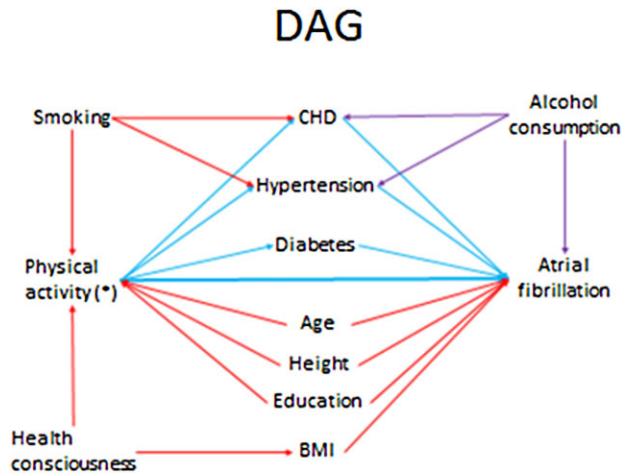 DAG
Smoking
CHD
Alcohol
consumption
Hypertension
Diabetes
Physical
activity (*)
Atrial
fibrillation
Age
Height
Education
Health
consciousness
BMI